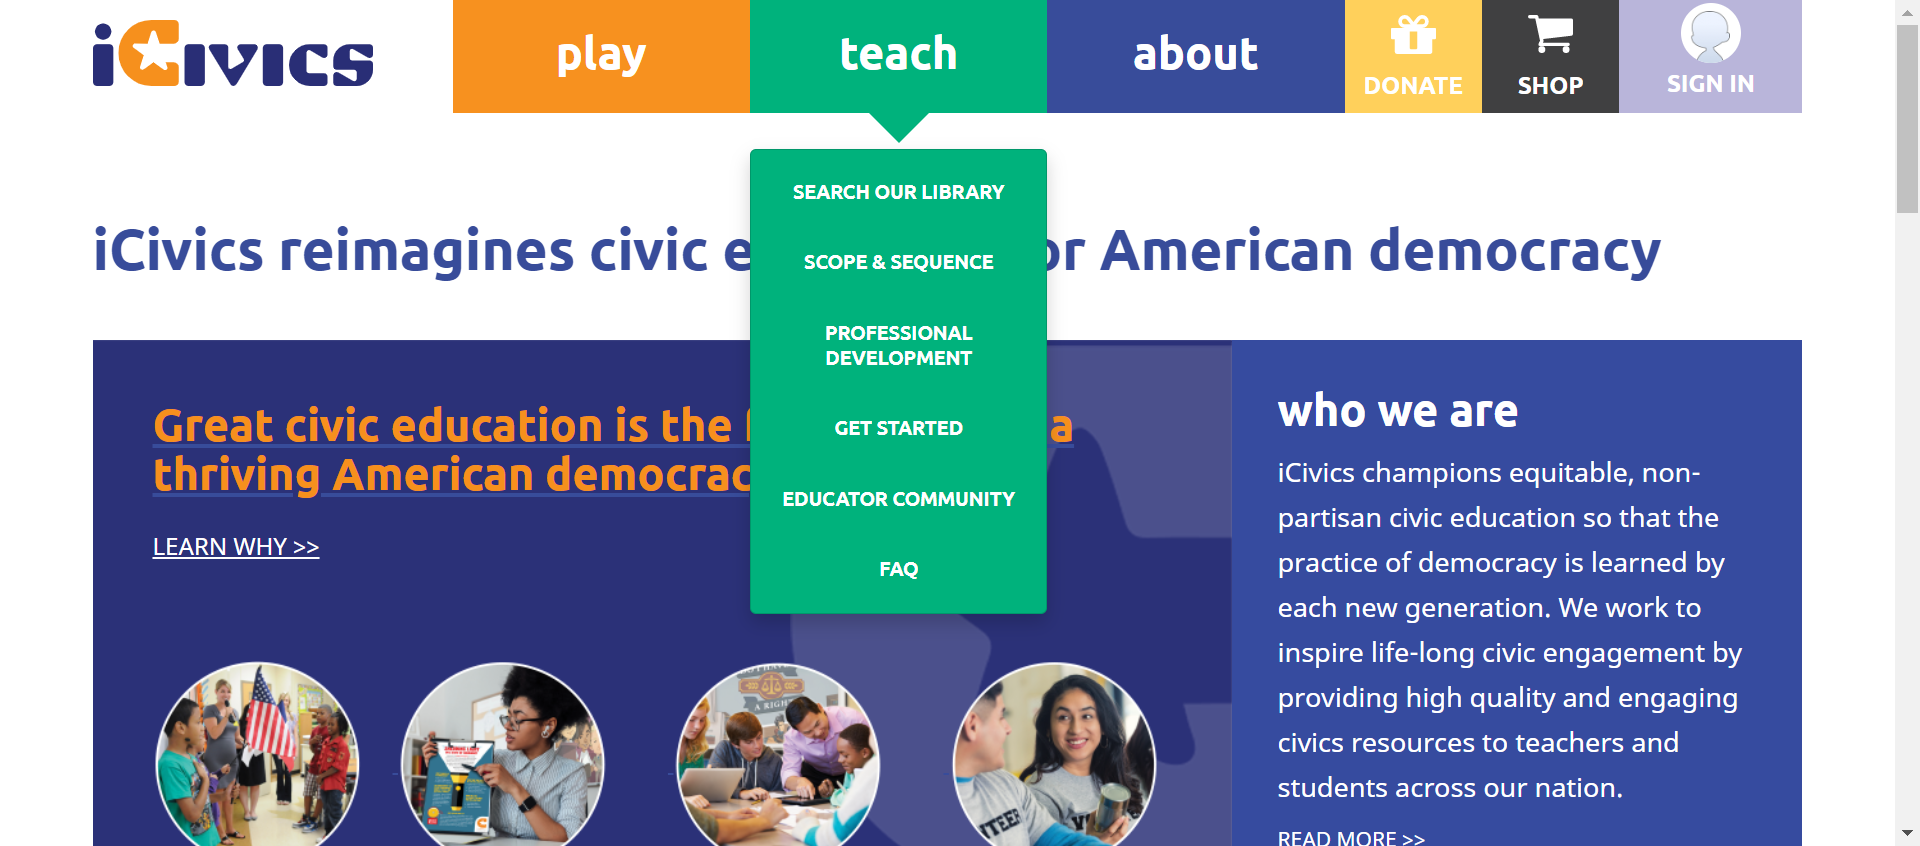 iCivics
play
teach
about
DONATE
SHOP
SIGN IN
SEARCH OUR LIBRARY
SCOPE & SEQUENCE
PROFESSIONAL
DEVELOPMENT
GET STARTED
EDUCATOR COMMUNITY
FAQ
iCivics reimagines civic e or American democracy
Great civic education is the a
thriving American democrac
LEARN WHY >>
who we are
iCivics champions equitable, non-
partisan civic education so that the
practice of democracy is learned by
each new generation. We work to
inspire life-long civic engagement by
providing high quality and engaging
civics resources to teachers and
students across our nation.
READ MORE >>
A RIGH
NTEER